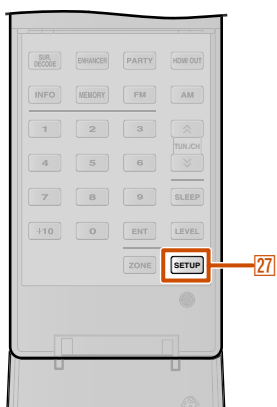 SUR. DECODE ENHANCER PARTY HDMI OUT
INFO MEMORY FM AM
1 2 3
TUN./CH
4 5 6
7 8 9 SLEEP
+10 0 ENT LEVEL
ZONE SETUP 27